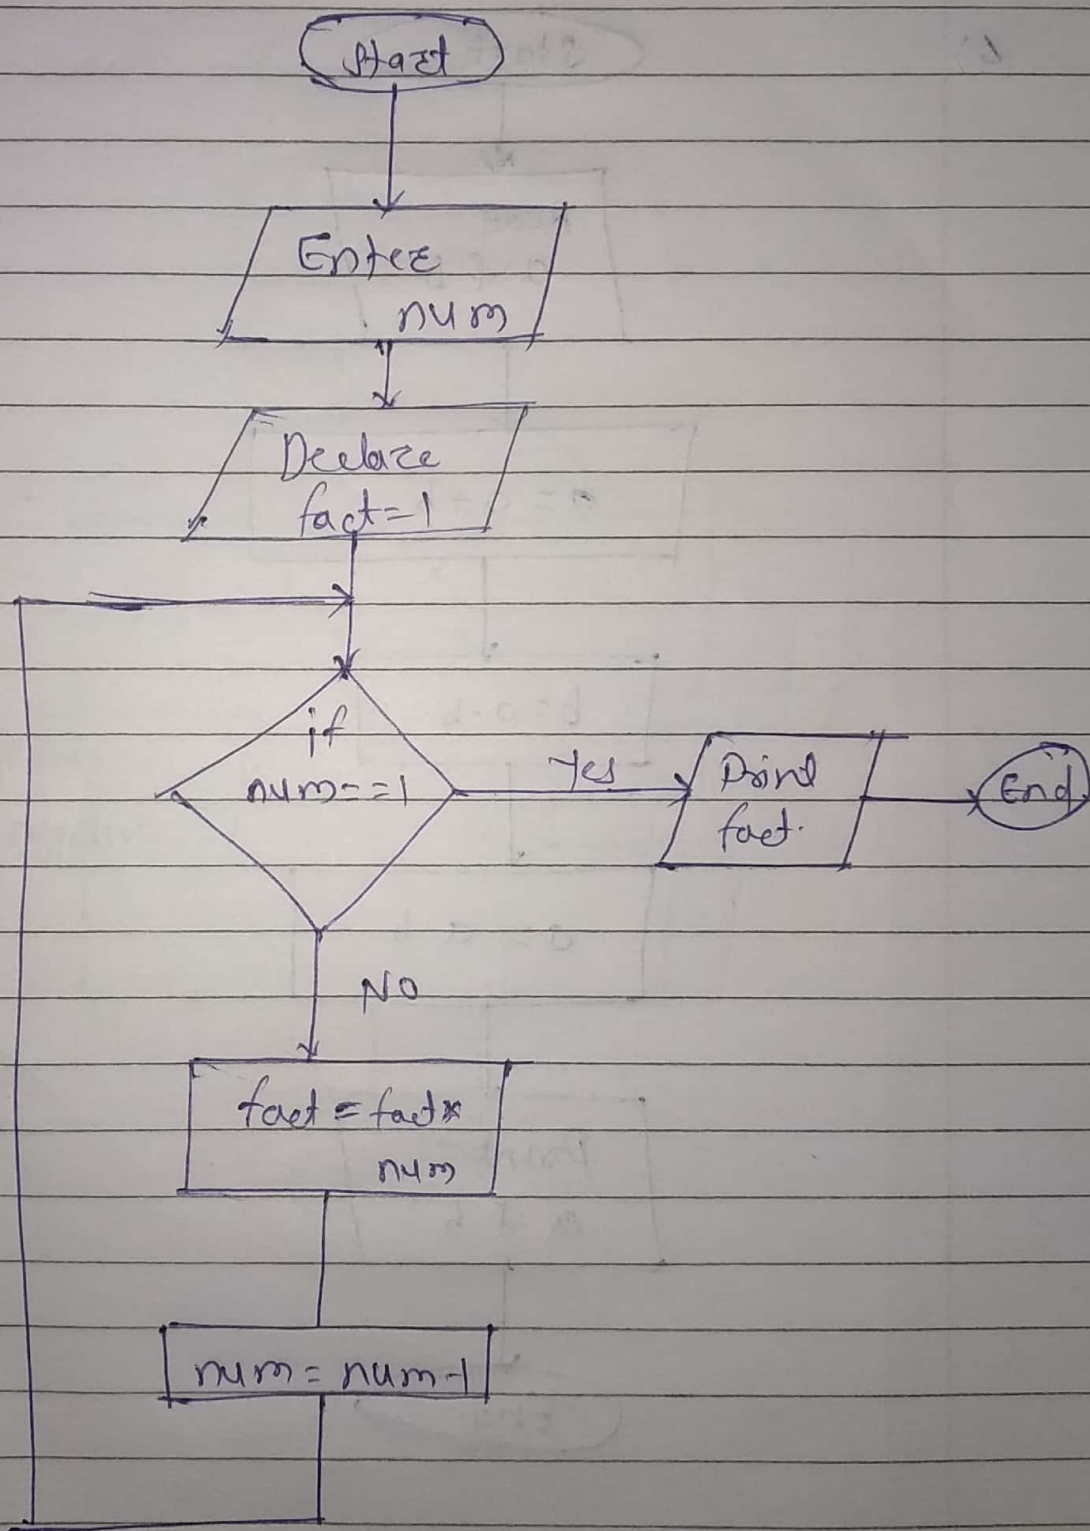 Start
Enter
num
Declare
fact=1
if
num==1
Yes
Print
fact.
End
NO
fact = fact*
num
num = num-1